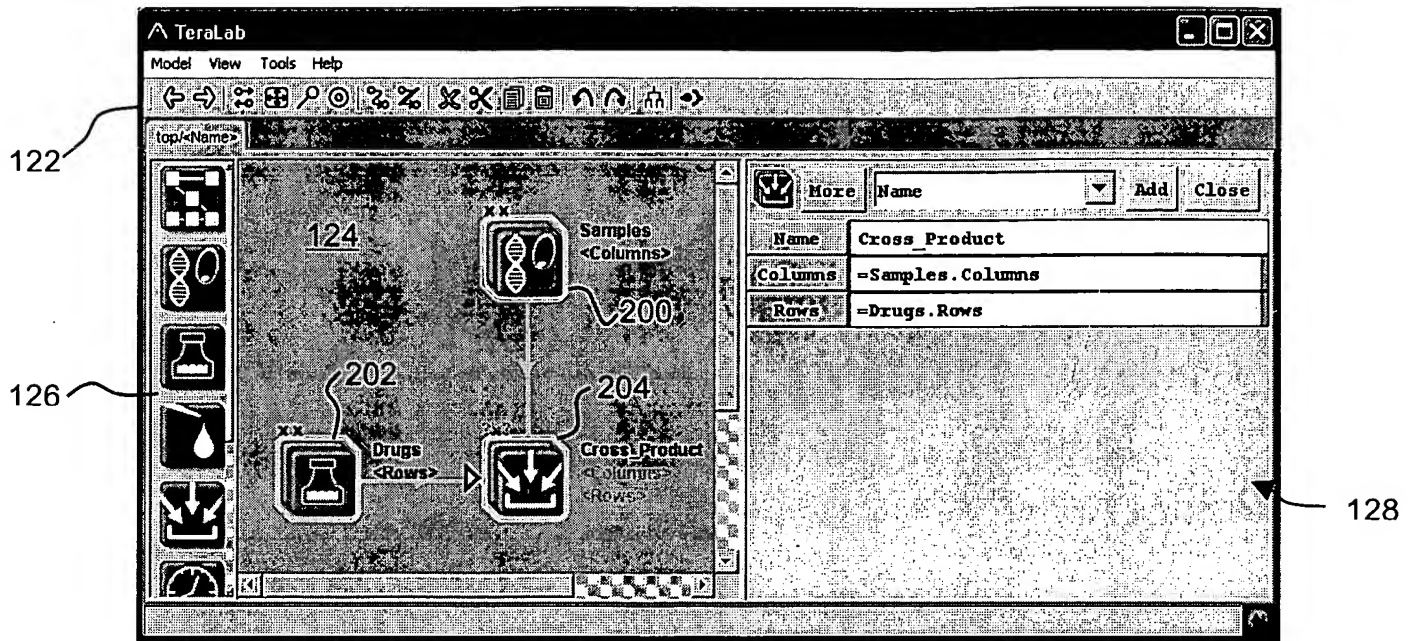 TeraLab
Model View Tools Help
122
top/<Name>
More Name Add Close
124
Samples
<Columns>
Name Cross_Product
Columns =Samples.Columns
200
Rows =Drugs.Rows
126
202
204
128
Drugs
<Rows>
Cross_Product
<Columns>
<Rows>